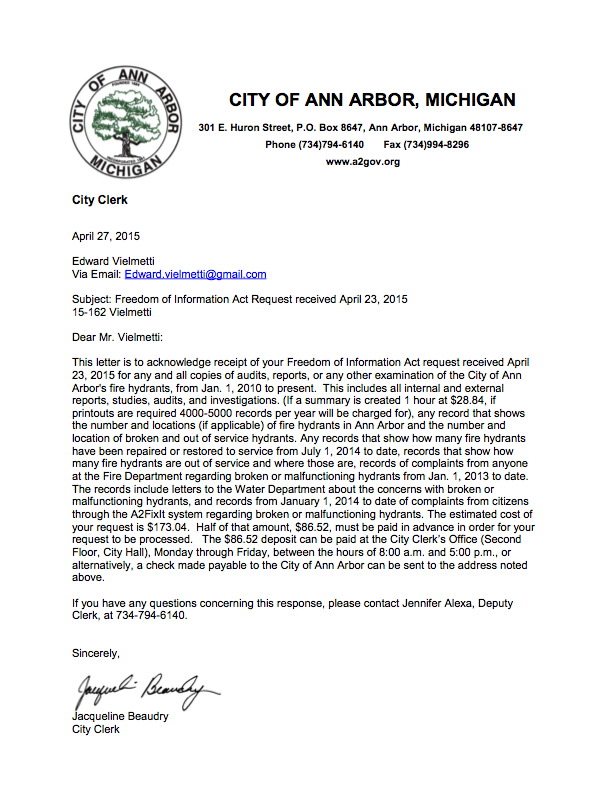 CITY OF ANN ARBOR
MICHIGAN
CITY OF ANN ARBOR, MICHIGAN
301 E. Huron Street, P.O. Box 8647, Ann Arbor, Michigan 48107-8647
Phone (734)794-6140 Fax (734)994-8296
www.a2gov.org
City Clerk
April 27, 2015
Edward Vielmetti
Via Email: Edward.vielmetti@gmail.com
Subject: Freedom of Information Act Request received April 23, 2015
15-162 Vielmetti
Dear Mr. Vielmetti:
This letter is to acknowledge receipt of your Freedom of Information Act request received April
23, 2015 for any and all copies of audits, reports, or any other examination of the City of Ann
Arbor's fire hydrants, from Jan. 1, 2010 to present. This includes all internal and external
reports, studies, audits, and investigations. (If a summary is created 1 hour at $28.84, if
printouts are required 4000-5000 records per year will be charged for), any record that shows
the number and locations (if applicable) of fire hydrants in Ann Arbor and the number and
location of broken and out of service hydrants. Any records that show how many fire hydrants
have been repaired or restored to service from July 1, 2014 to date, records that show how
many fire hydrants are out of service and where those are, records of complaints from anyone
at the Fire Department regarding broken or malfunctioning hydrants from Jan. 1, 2013 to date.
The records include letters to the Water Department about the concerns with broken or
malfunctioning hydrants, and records from January 1, 2014 to date of complaints from citizens
through the A2FixIt system regarding broken or malfunctioning hydrants. The estimated cost of
your request is $173.04. Half of that amount, $86.52, must be paid in advance in order for your
request to be processed. The $86.52 deposit can be paid at the City Clerk's Office (Second
Floor, City Hall), Monday through Friday, between the hours of 8:00 a.m. and 5:00 p.m., or
alternatively, a check made payable to the City of Ann Arbor can be sent to the address noted
above.
If you have any questions concerning this response, please contact Jennifer Alexa, Deputy
Clerk, at 734-794-6140.
Sincerely,
Jacqueline Beaudry
Jacqueline Beaudry
City Clerk